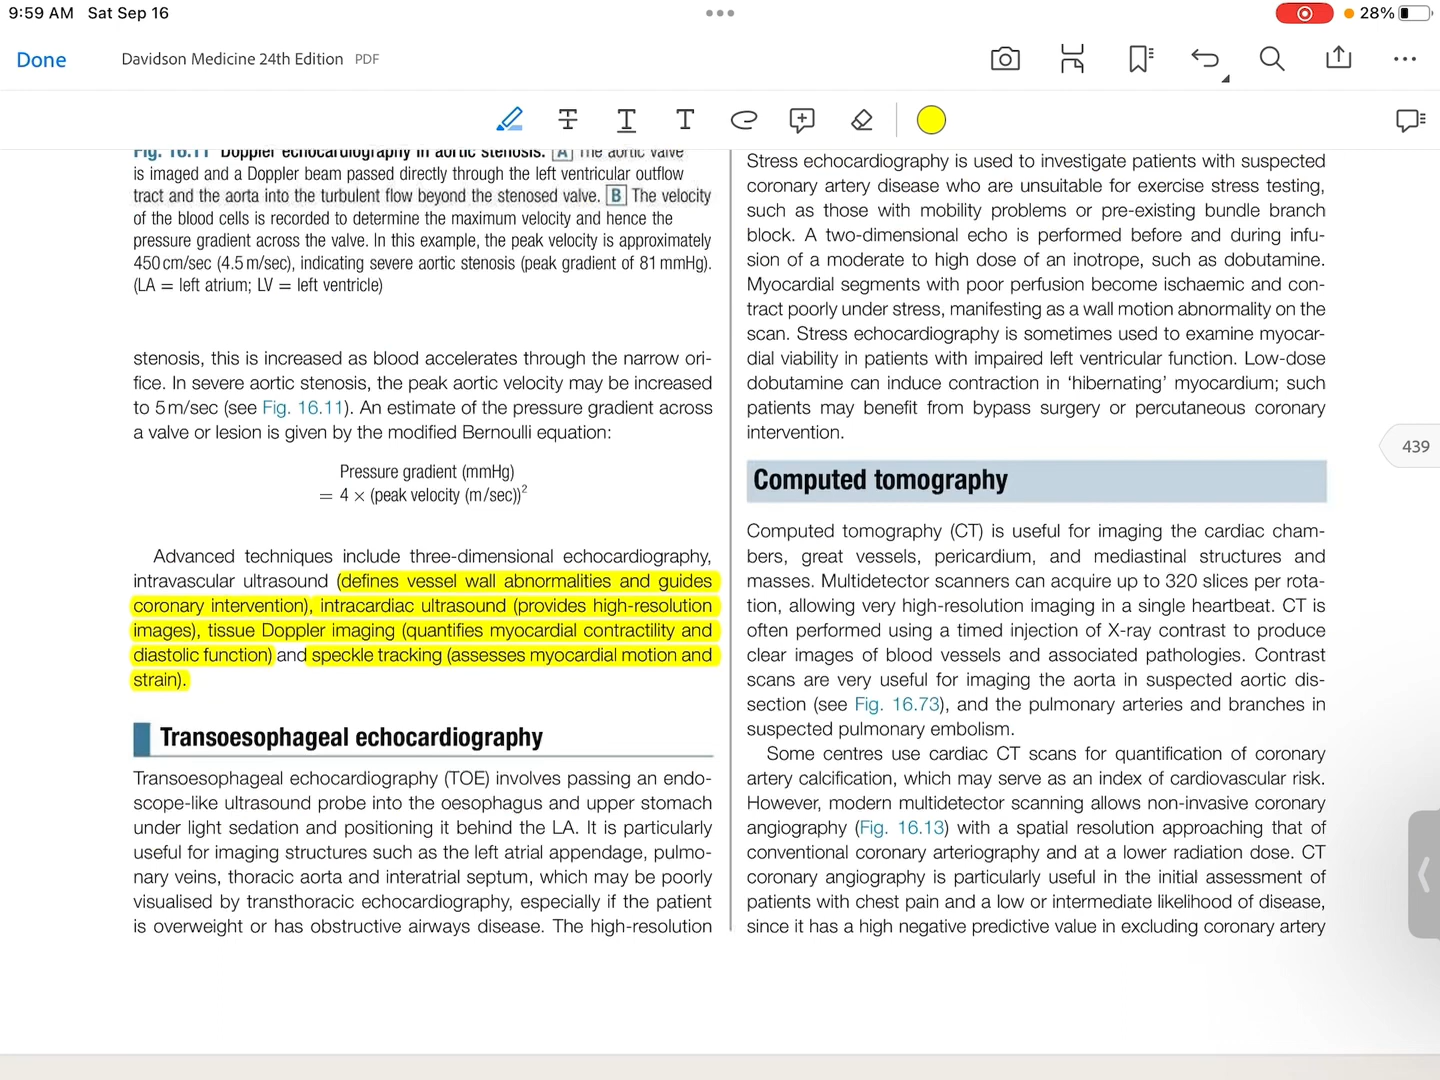 9:59 AM Sat Sep 16
28%
Done
Davidson Medicine 24th Edition PDF
Fig. 16.11 Doppler echocardiography in aortic stenosis. A The aortic valve
is imaged and a Doppler beam passed directly through the left ventricular outflow
tract and the aorta into the turbulent flow beyond the stenosed valve. B The velocity
of the blood cells is recorded to determine the maximum velocity and hence the
pressure gradient across the valve. In this example, the peak velocity is approximately
450 cm/sec (4.5 m/sec), indicating severe aortic stenosis (peak gradient of 81 mmHg).
(LA = left atrium; LV = left ventricle)
stenosis, this is increased as blood accelerates through the narrow ori-
fice. In severe aortic stenosis, the peak aortic velocity may be increased
to 5 m/sec (see Fig. 16.11). An estimate of the pressure gradient across
a valve or lesion is given by the modified Bernoulli equation:
Pressure gradient (mmHg)
= 4 × (peak velocity (m/sec))²
Advanced techniques include three-dimensional echocardiography,
intravascular ultrasound (defines vessel wall abnormalities and guides
coronary intervention), intracardiac ultrasound (provides high-resolution
images), tissue Doppler imaging (quantifies myocardial contractility and
diastolic function) and speckle tracking (assesses myocardial motion and
strain).
Transoesophageal echocardiography
Transoesophageal echocardiography (TOE) involves passing an endo-
scope-like ultrasound probe into the oesophagus and upper stomach
under light sedation and positioning it behind the LA. It is particularly
useful for imaging structures such as the left atrial appendage, pulmo-
nary veins, thoracic aorta and interatrial septum, which may be poorly
visualised by transthoracic echocardiography, especially if the patient
is overweight or has obstructive airways disease. The high-resolution
Stress echocardiography is used to investigate patients with suspected
coronary artery disease who are unsuitable for exercise stress testing,
such as those with mobility problems or pre-existing bundle branch
block. A two-dimensional echo is performed before and during infu-
sion of a moderate to high dose of an inotrope, such as dobutamine.
Myocardial segments with poor perfusion become ischaemic and con-
tract poorly under stress, manifesting as a wall motion abnormality on the
scan. Stress echocardiography is sometimes used to examine myocar-
dial viability in patients with impaired left ventricular function. Low-dose
dobutamine can induce contraction in ‘hibernating’ myocardium; such
patients may benefit from bypass surgery or percutaneous coronary
intervention.
Computed tomography
Computed tomography (CT) is useful for imaging the cardiac cham-
bers, great vessels, pericardium, and mediastinal structures and
masses. Multidetector scanners can acquire up to 320 slices per rota-
tion, allowing very high-resolution imaging in a single heartbeat. CT is
often performed using a timed injection of X-ray contrast to produce
clear images of blood vessels and associated pathologies. Contrast
scans are very useful for imaging the aorta in suspected aortic dis-
section (see Fig. 16.73), and the pulmonary arteries and branches in
suspected pulmonary embolism.
Some centres use cardiac CT scans for quantification of coronary
artery calcification, which may serve as an index of cardiovascular risk.
However, modern multidetector scanning allows non-invasive coronary
angiography (Fig. 16.13) with a spatial resolution approaching that of
conventional coronary arteriography and at a lower radiation dose. CT
coronary angiography is particularly useful in the initial assessment of
patients with chest pain and a low or intermediate likelihood of disease,
since it has a high negative predictive value in excluding coronary artery
439